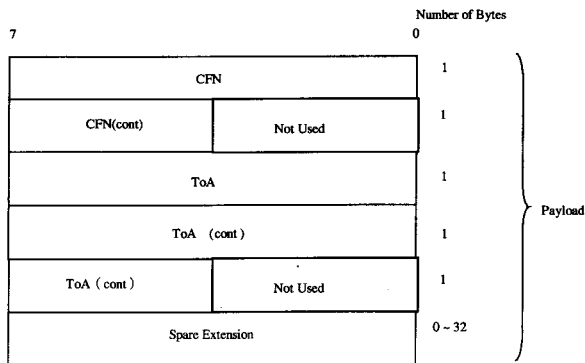 Number of Bytes
7 0
CFN 1
CFN(cont) Not Used 1
ToA 1
ToA (cont) 1
ToA ( cont ) Not Used 1
Spare Extension 0 ~ 32
Payload